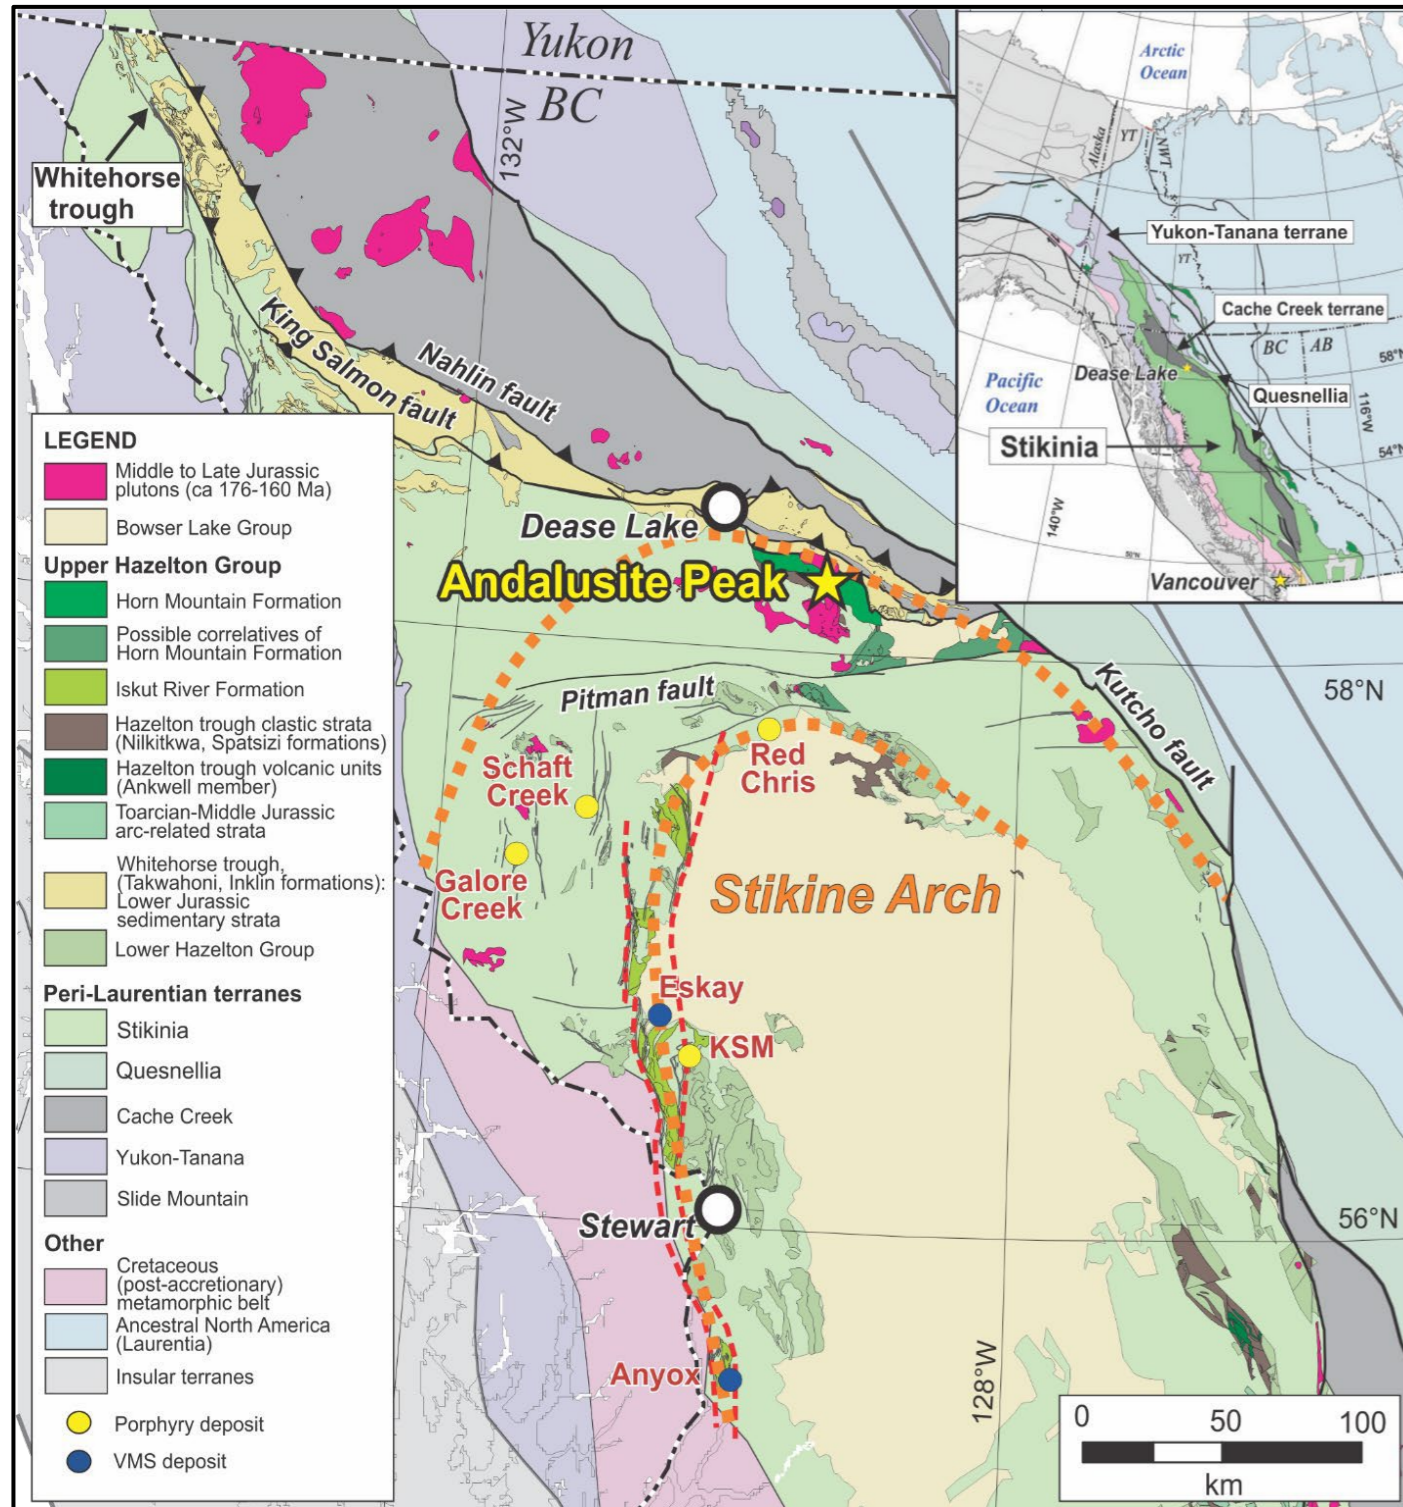 Yukon
BC
132°W
Whitehorse
trough
King Salmon fault
Nahlin fault
Dease Lake
Andalusite Peak
Pitman fault
Kutcho fault
58°N
Schaft
Creek
Red
Chris
Galore
Creek
Stikine Arch
Eskay
KSM
Stewart
56°N
Anyox
128°W
0 50 100
km
LEGEND
Middle to Late Jurassic
plutons (ca 176-160 Ma)
Bowser Lake Group
Upper Hazelton Group
Horn Mountain Formation
Possible correlatives of
Horn Mountain Formation
Iskut River Formation
Hazelton trough clastic strata
(Nilkitkwa, Spatsizi formations)
Hazelton trough volcanic units
(Ankwell member)
Toarcian-Middle Jurassic
arc-related strata
Whitehorse trough,
(Takwahoni, Inklin formations):
Lower Jurassic
sedimentary strata
Lower Hazelton Group
Peri-Laurentian terranes
Stikinia
Quesnellia
Cache Creek
Yukon-Tanana
Slide Mountain
Other
Cretaceous
(post-accretionary)
metamorphic belt
Ancestral North America
(Laurentia)
Insular terranes
Porphyry deposit
VMS deposit
Arctic
Ocean
Alaska
YT
NWT
Yukon-Tanana terrane
YT
Cache Creek terrane
BC
AB
58°N
Dease Lake
Pacific
Ocean
Quesnellia
116°W
Stikinia
54°N
140°W
50°N
Vancouver